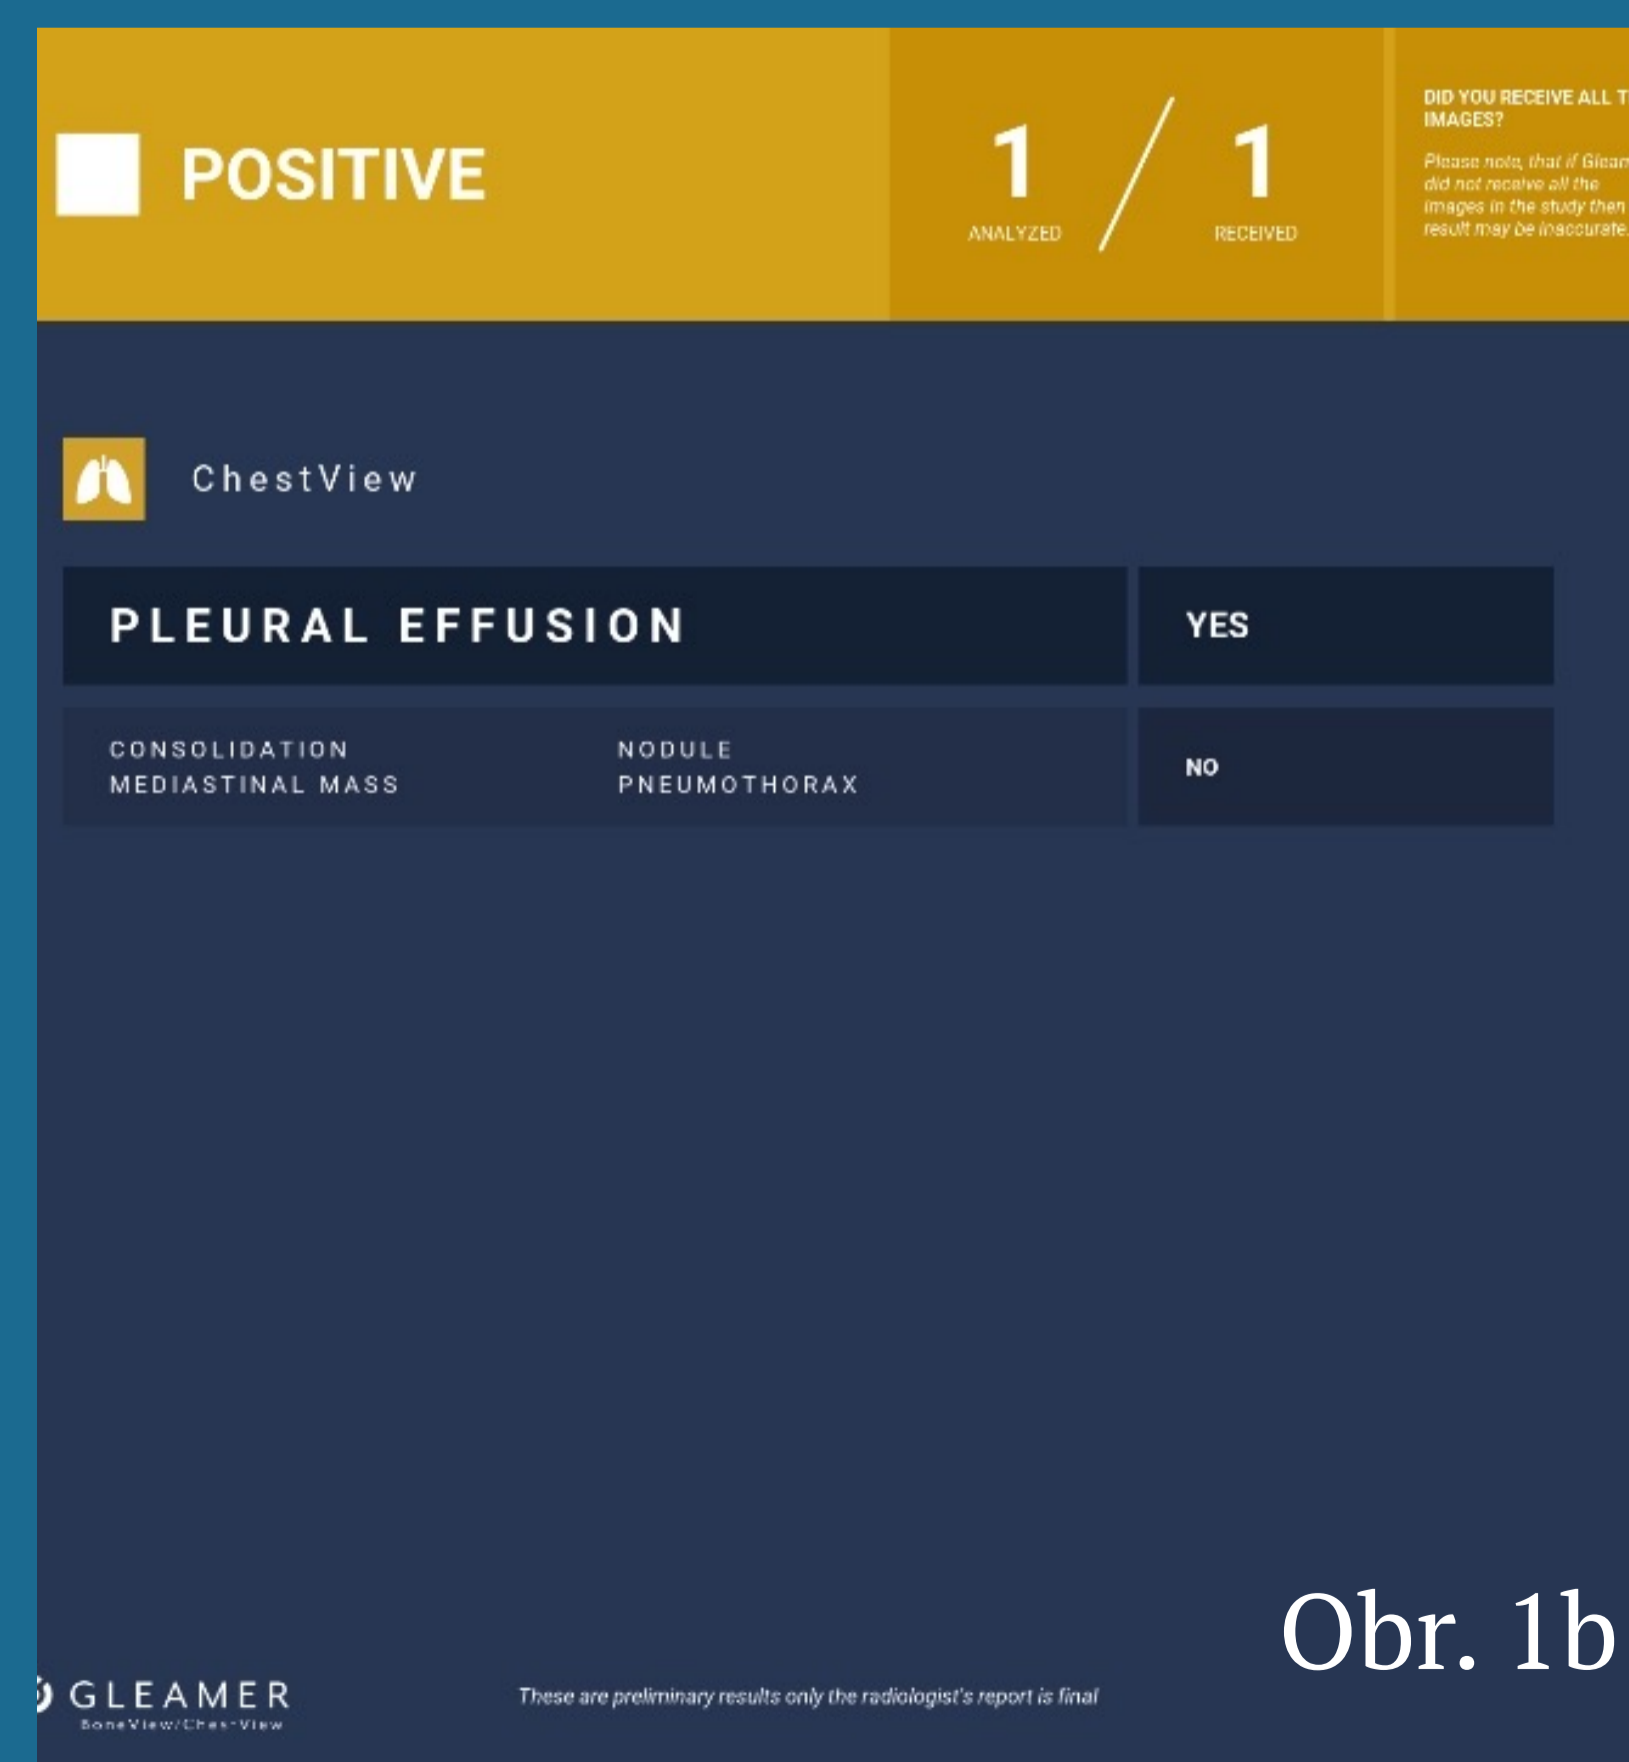 POSITIVE
1 / 1
ANALYZED RECEIVED
DID YOU RECEIVE ALL
IMAGES?
Please note, that if
did not receive all the
images in the study then
result may be inaccurate.
ChestView
PLEURAL EFFUSION YES
CONSOLIDATION NODULE
MEDIASTINAL MASS PNEUMOTHORAX
NO
Obr. 1b
GLEAMER
BoneView/ChestView
These are preliminary results only the radiologist's report is final